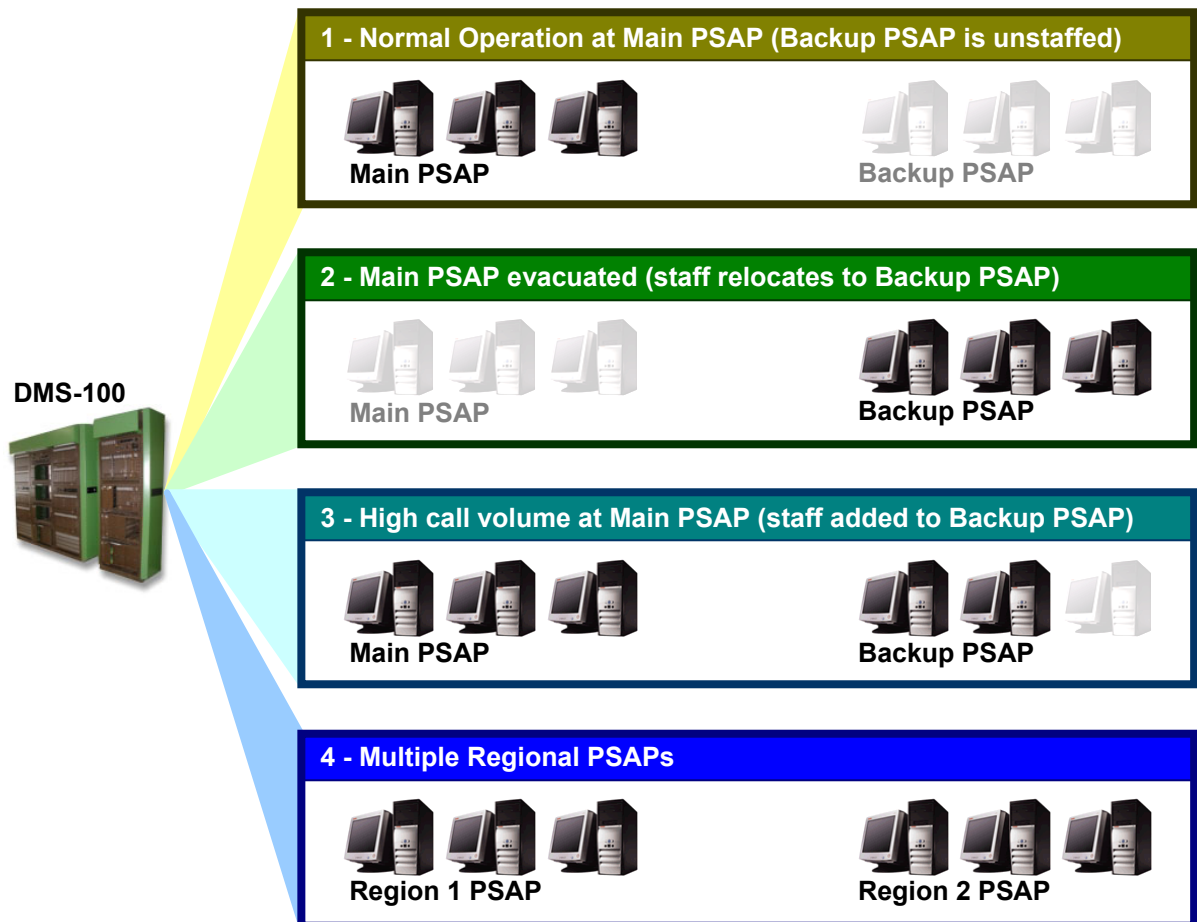 1 - Normal Operation at Main PSAP (Backup PSAP is unstaffed)
Main PSAP
Backup PSAP
2 - Main PSAP evacuated (staff relocates to Backup PSAP)
Main PSAP
Backup PSAP
DMS-100
3 - High call volume at Main PSAP (staff added to Backup PSAP)
Main PSAP
Backup PSAP
4 - Multiple Regional PSAPs
Region 1 PSAP
Region 2 PSAP